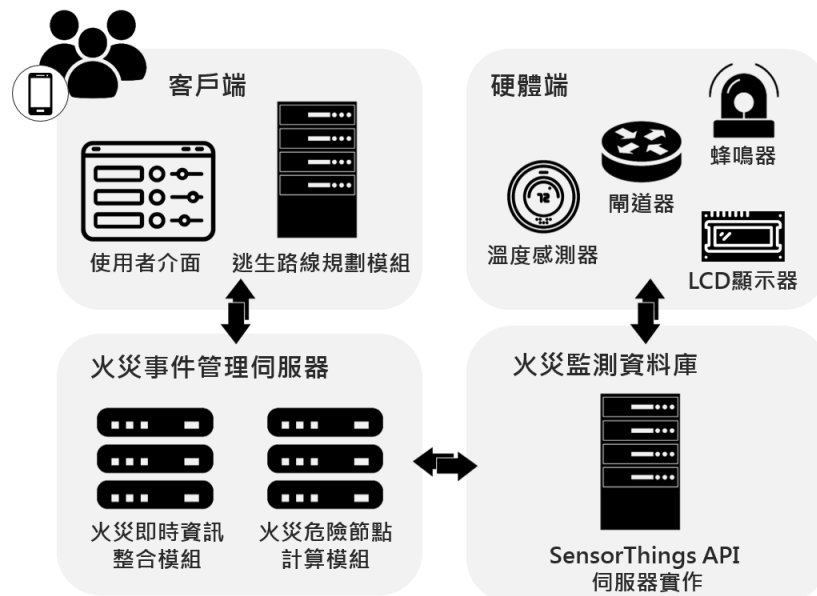 客戶端
使用者介面
逃生路線規劃模組
硬體端
蜂鳴器
閘道器
72
溫度感測器
LCD顯示器
火災事件管理伺服器
火災即時資訊
整合模組
火災危險節點
計算模組
火災監測資料庫
SensorThings API
伺服器實作